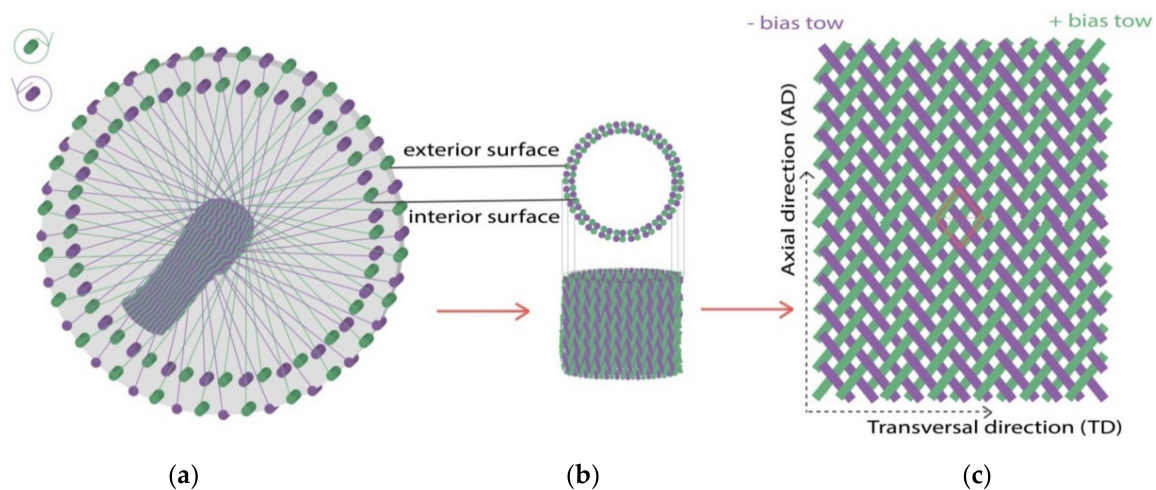 - bias tow
+ bias tow
exterior surface
interior surface
Axial direction (AD)
Transversal direction (TD)
(a)
(b)
(c)